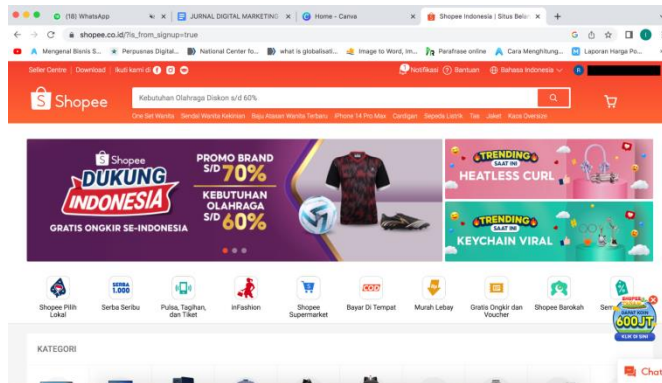 (18) WhatsApp
JURNAL DIGITAL MARKETING
Home - Canva
Shopee Indonesia | Situs Belan
shopee.co.id/?is_from_signup=true
Mengenal Bisnis S...
Perpusnas Digital...
National Center fo...
what is globalisati...
Image to Word, Im...
Parafrase online
Cara Menghitung...
Laporan Harga Po...
Seller Centre | Download | Ikuti kami di
Notifikasi
Bantuan
Bahasa Indonesia
Shopee
Kebutuhan Olahraga Diskon s/d 60%
One Set Wanita Sendal Wanita Kekinian Baju Atasan Wanita Terbaru iPhone 14 Pro Max Cardigan Sepeda Listrik Tas Jaket Kaos Oversize
Shopee
DUKUNG
INDONESIA
GRATIS ONGKIR SE-INDONESIA
PROMO BRAND
S/D 70%
KEBUTUHAN
OLAHRAGA
S/D 60%
TRENDING
SAAT INI
HEATLESS CURL
TRENDING
SAAT INI
KEYCHAIN VIRAL
SERBA
1.000
COD
Shopee Pilih
Lokal
Serba Seribu
Pulsa, Tagihan,
dan Tiket
inFashion
Shopee
Supermarket
Bayar Di Tempat
Murah Lebay
Gratis Ongkir dan
Voucher
Shopee Barokah
600JT
KLIK DI SINI
KATEGORI
Chat